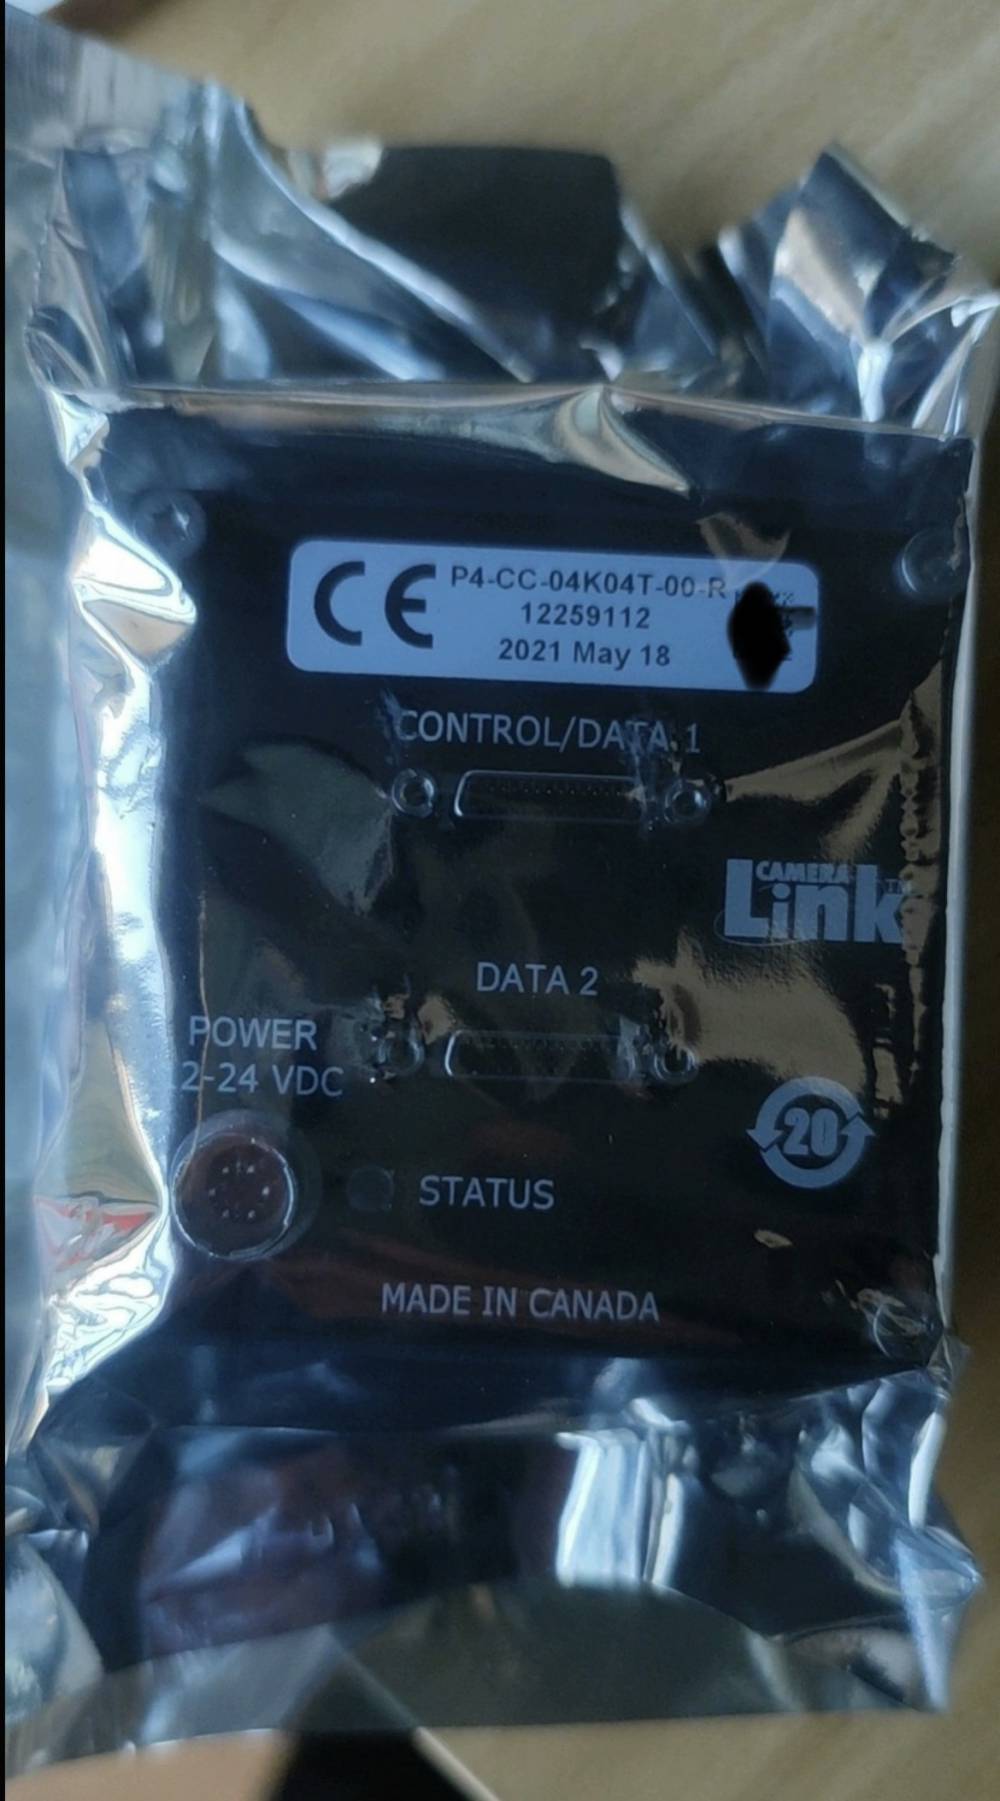 CE
P4-CC-04K04T-00-R
12259112
2021 May 18
CONTROL/DATA 1
CAMERA
Link™
DATA 2
POWER
2-24 VDC
20
STATUS
MADE IN CANADA